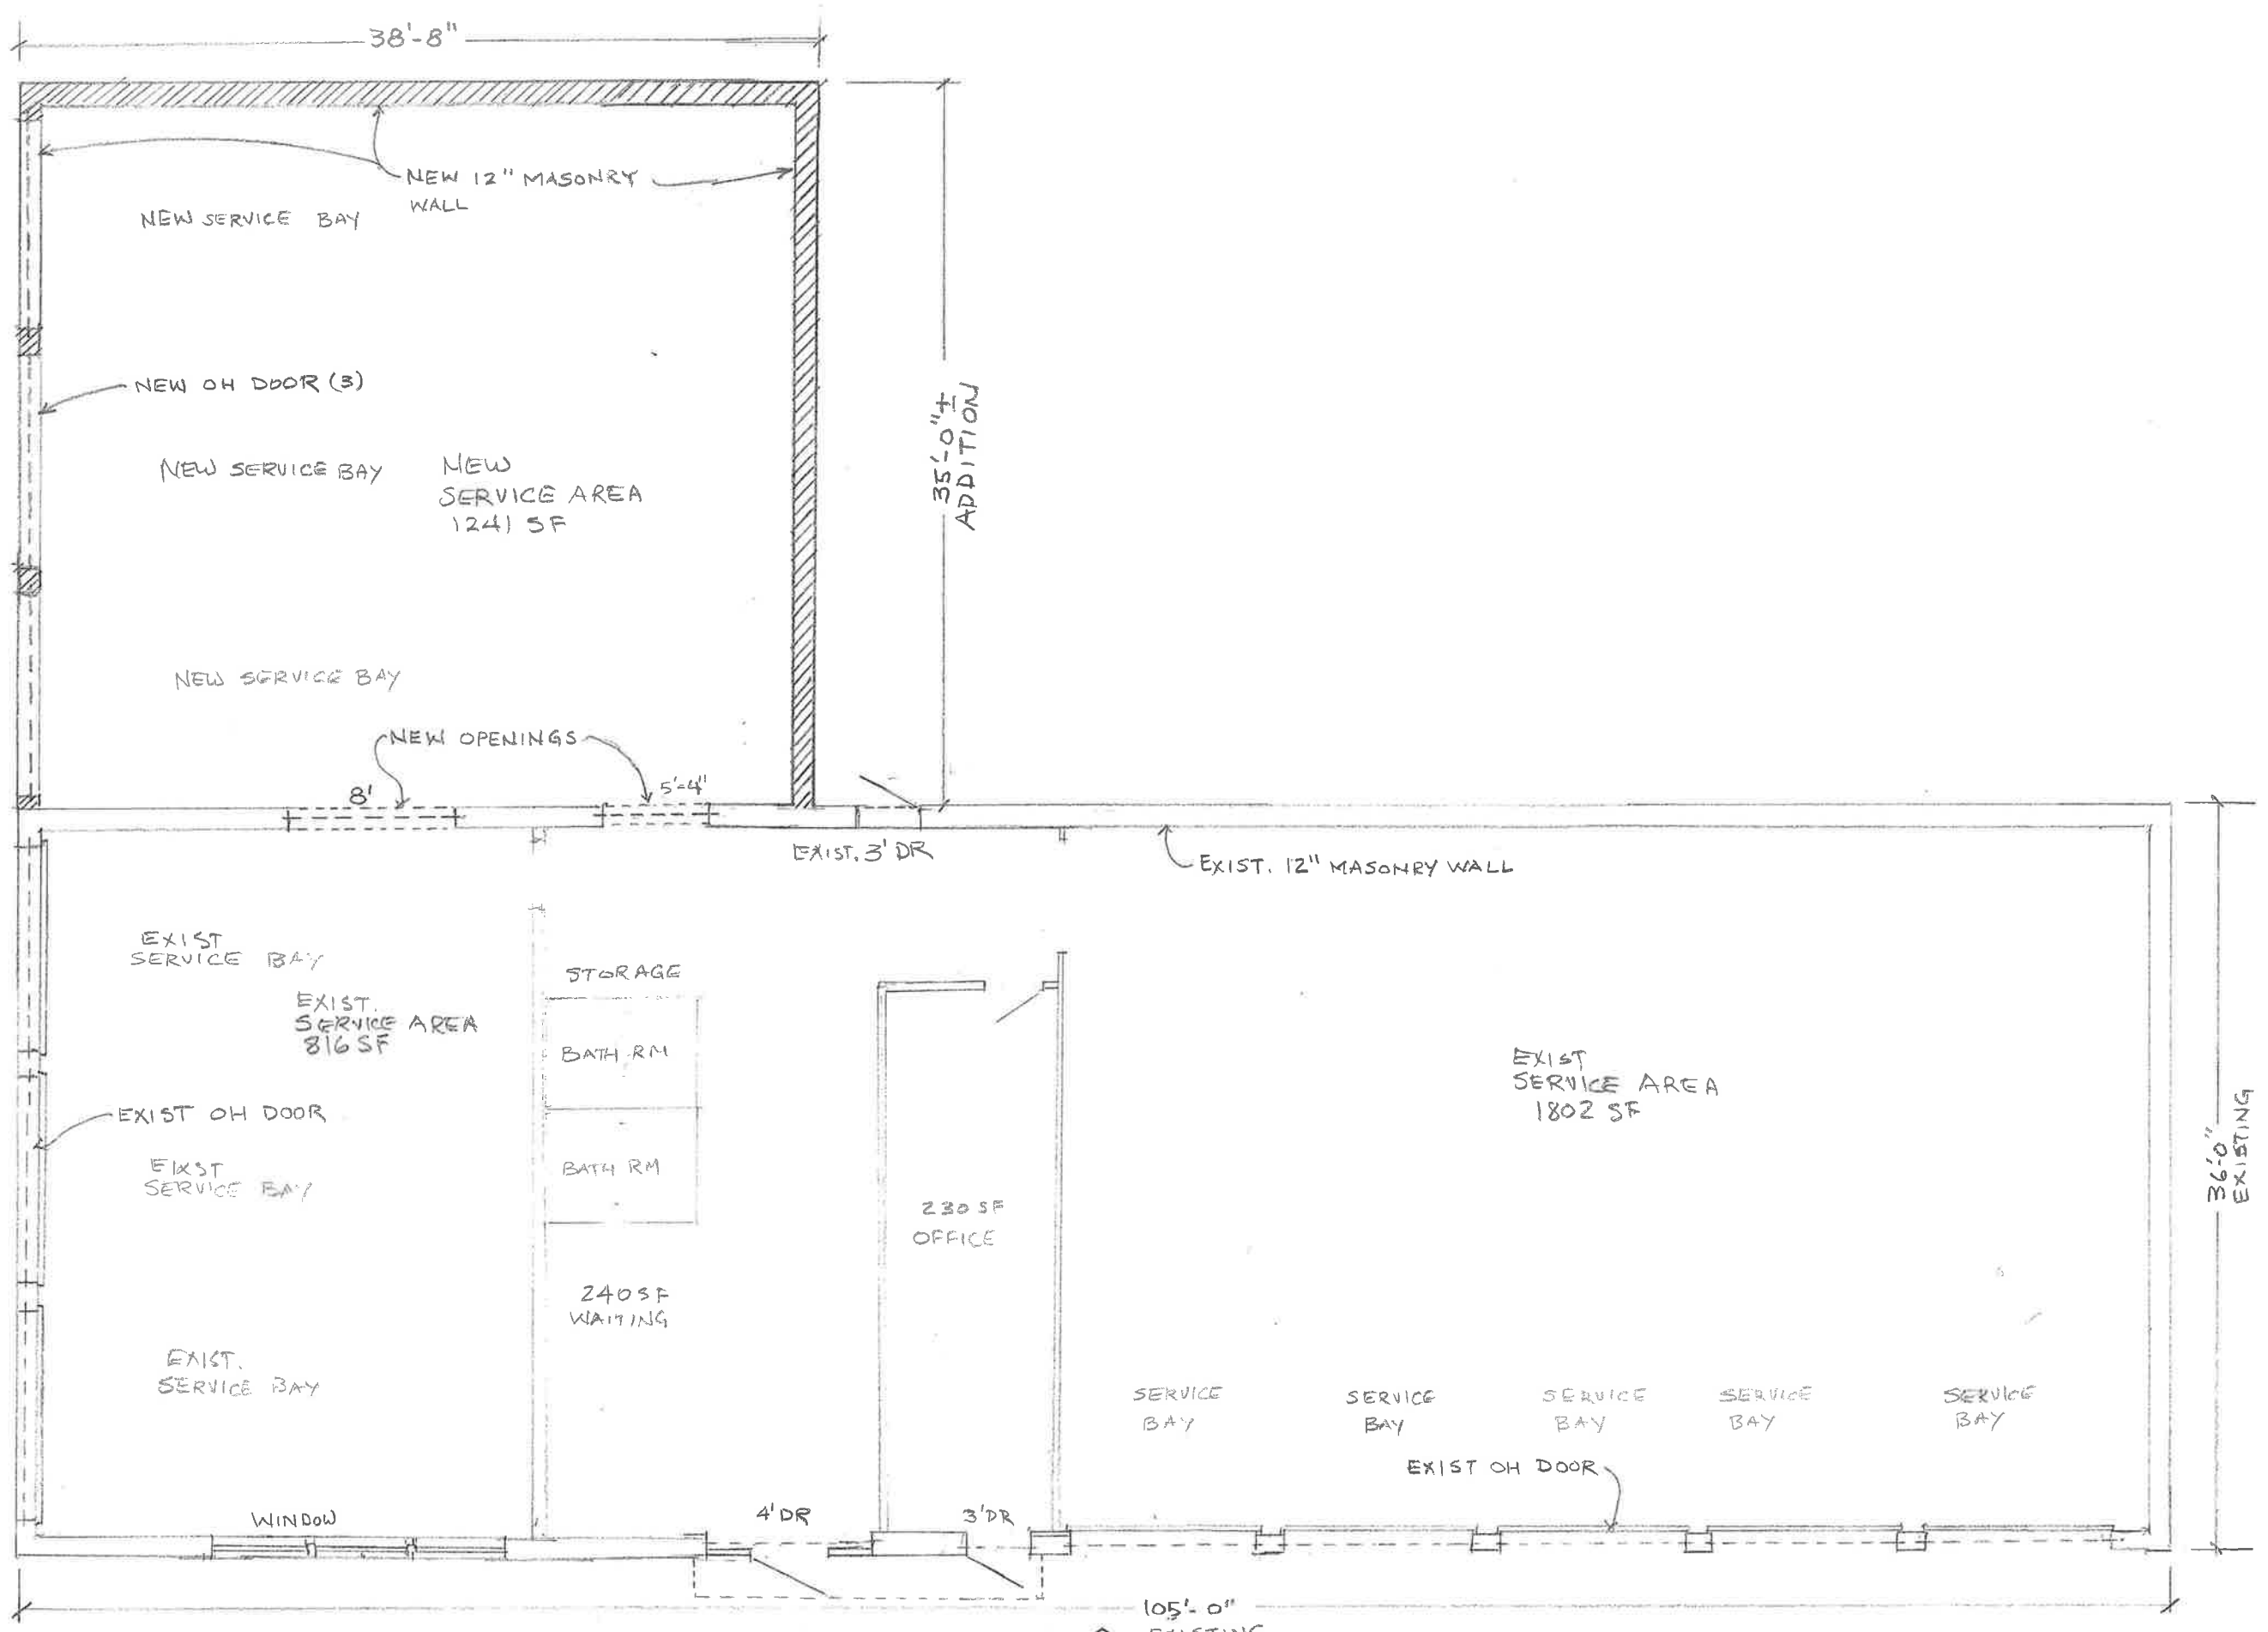 38'-8"
NEW 12" MASONRY
WALL
NEW SERVICE BAY
NEW OH DOOR (3)
35'-0"±
ADDITION
NEW SERVICE BAY
NEW
SERVICE AREA
1241 SF
NEW SERVICE BAY
NEW OPENINGS
8'
5'-4"
EXIST. 3' DR
EXIST. 12" MASONRY WALL
EXIST
SERVICE BAY
EXIST.
SERVICE AREA
816 SF
STORAGE
BATH RM
EXIST OH DOOR
EIXST
SERVICE BAY
BATH RM
230 SF
OFFICE
EXIST
SERVICE AREA
1802 SF
36'-0"
EXISTING
240 SF
WAITING
EXIST.
SERVICE BAY
SERVICE
BAY
SERVICE
BAY
SERVICE
BAY
SERVICE
BAY
SERVICE
BAY
EXIST OH DOOR
WINDOW
4' DR
3' DR
105'-0"
EXISTING